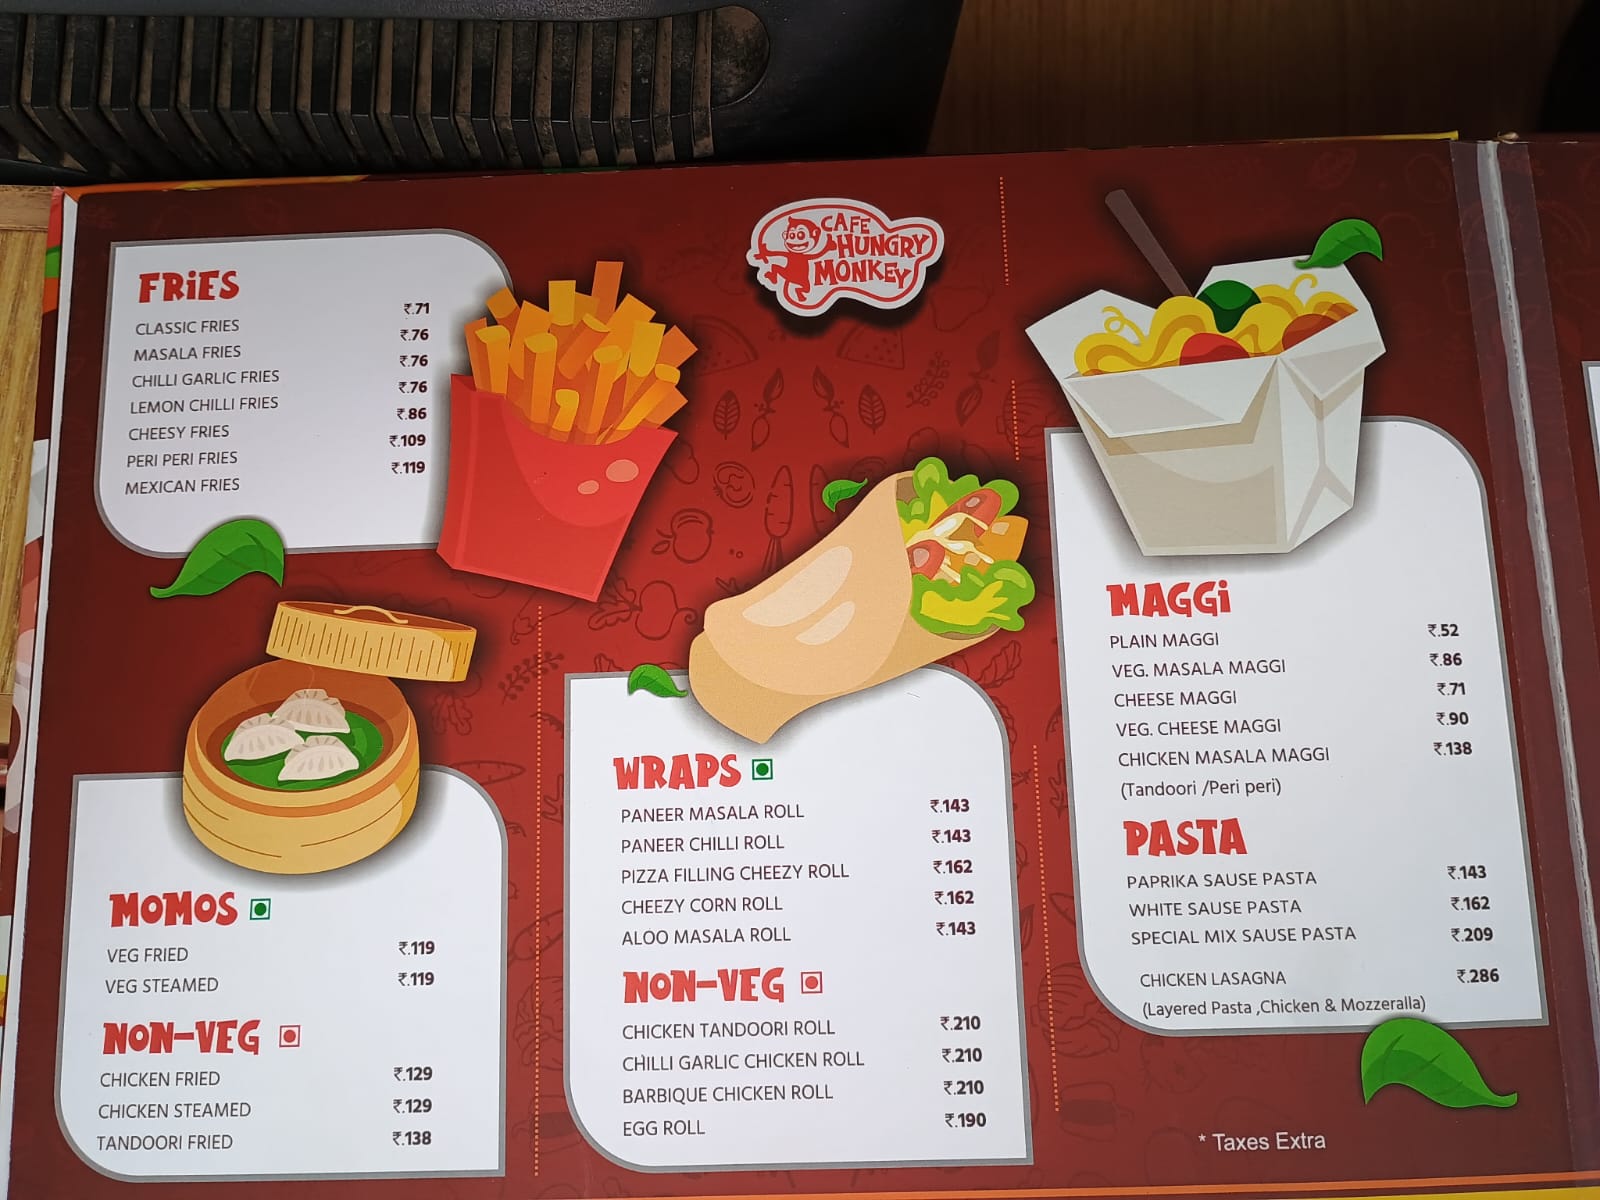 CAFE
HUNGRY
MONKEY
FRiES
CLASSIC FRIES ₹.71
MASALA FRIES ₹.76
CHILLI GARLIC FRIES ₹.76
LEMON CHILLI FRIES ₹.76
CHEESY FRIES ₹.86
PERI PERI FRIES ₹.109
MEXICAN FRIES ₹.119
MOMOS
VEG FRIED ₹.119
VEG STEAMED ₹.119
NON-VEG
CHICKEN FRIED ₹.129
CHICKEN STEAMED ₹.129
TANDOORI FRIED ₹.138
WRAPS
PANEER MASALA ROLL ₹.143
PANEER CHILLI ROLL ₹.143
PIZZA FILLING CHEEZY ROLL ₹.162
CHEEZY CORN ROLL ₹.162
ALOO MASALA ROLL ₹.143
NON-VEG
CHICKEN TANDOORI ROLL ₹.210
CHILLI GARLIC CHICKEN ROLL ₹.210
BARBIQUE CHICKEN ROLL ₹.210
EGG ROLL ₹.190
MAGGi
PLAIN MAGGI ₹.52
VEG. MASALA MAGGI ₹.86
CHEESE MAGGI ₹.71
VEG. CHEESE MAGGI ₹.90
CHICKEN MASALA MAGGI ₹.138
(Tandoori /Peri peri)
PASTA
PAPRIKA SAUSE PASTA ₹.143
WHITE SAUSE PASTA ₹.162
SPECIAL MIX SAUSE PASTA ₹.209
CHICKEN LASAGNA ₹.286
(Layered Pasta ,Chicken & Mozzeralla)
* Taxes Extra